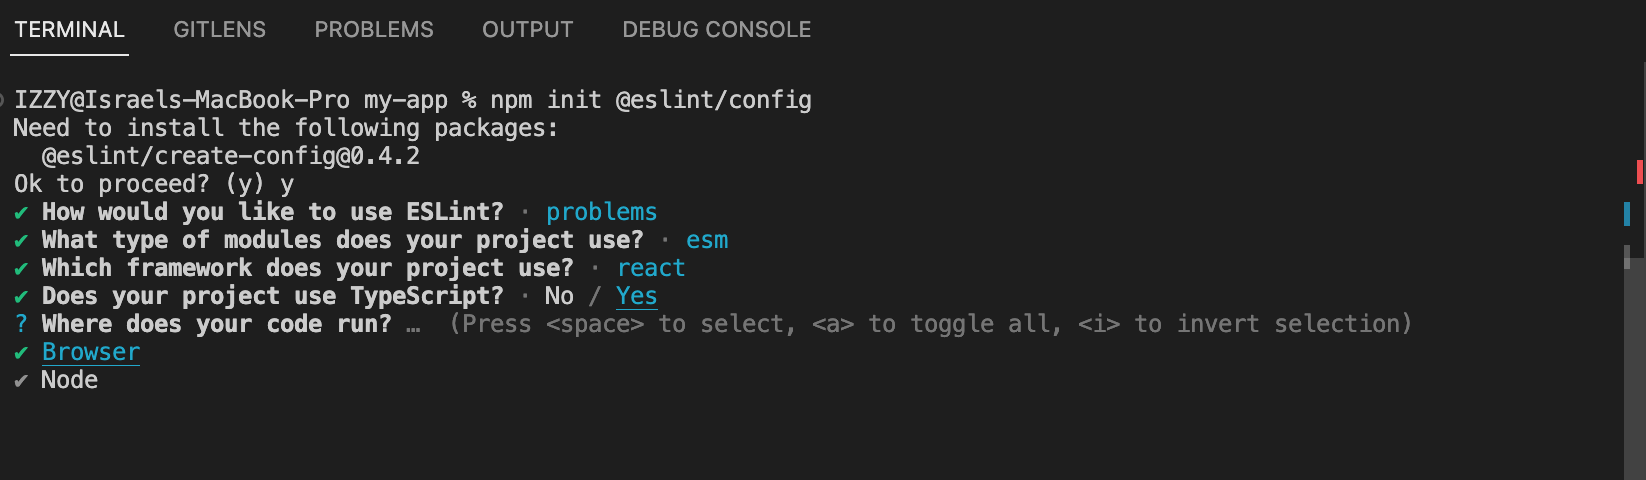 TERMINAL GITLENS PROBLEMS OUTPUT DEBUG CONSOLE
IZZY@Israels-MacBook-Pro my-app % npm init @eslint/config
Need to install the following packages:
  @eslint/create-config@0.4.2
Ok to proceed? (y) y
✔ How would you like to use ESLint? · problems
✔ What type of modules does your project use? · esm
✔ Which framework does your project use? · react
✔ Does your project use TypeScript? · No / Yes
? Where does your code run? …  (Press <space> to select, <a> to toggle all, <i> to invert selection)
✔ Browser
✔ Node